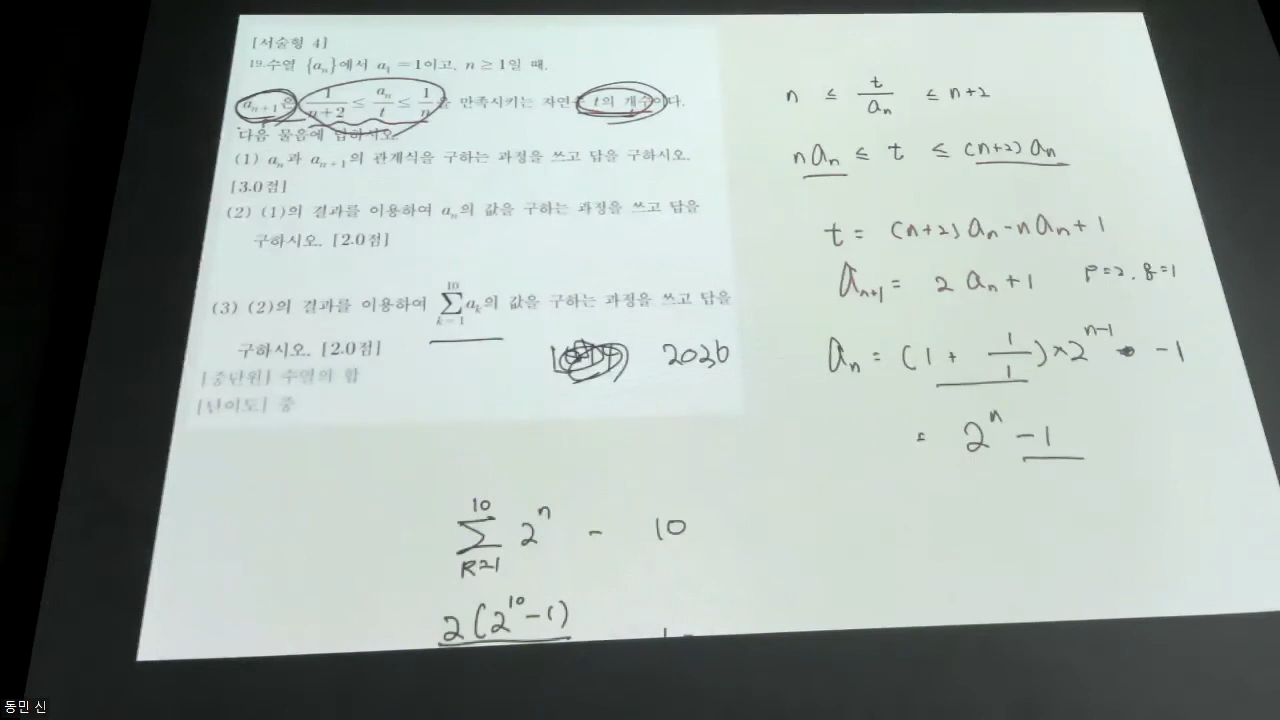 [서술형 4]
19.수열 {aₙ}에서 a₁ = 1이고, n ≥ 1일 때,
aₙ₊₁은 1/(n+2) ≤ aₙ/t ≤ 1/n을 만족시키는 자연수 t의 개수이다.
다음 물음에 답하시오.
(1) aₙ과 aₙ₊₁의 관계식을 구하는 과정을 쓰고 답을 구하시오.
[3.0점]
(2) (1)의 결과를 이용하여 aₙ의 값을 구하는 과정을 쓰고 답을
구하시오. [2.0점]
(3) (2)의 결과를 이용하여 ∑_{k=1}^{10} aₖ의 값을 구하는 과정을 쓰고 답을
구하시오. [2.0점]
2026
[중단원] 수열의 합
[난이도] 중
n ≤ t/aₙ ≤ n+2
naₙ ≤ t ≤ (n+2)aₙ
t = (n+2)aₙ - naₙ + 1
aₙ₊₁ = 2aₙ + 1 p=2, q=1
aₙ = (1 + 1/1) × 2ⁿ⁻¹ - 1
= 2ⁿ - 1
∑_{k=1}^{10} 2ⁿ - 10
2(2¹⁰-1)
동민 신